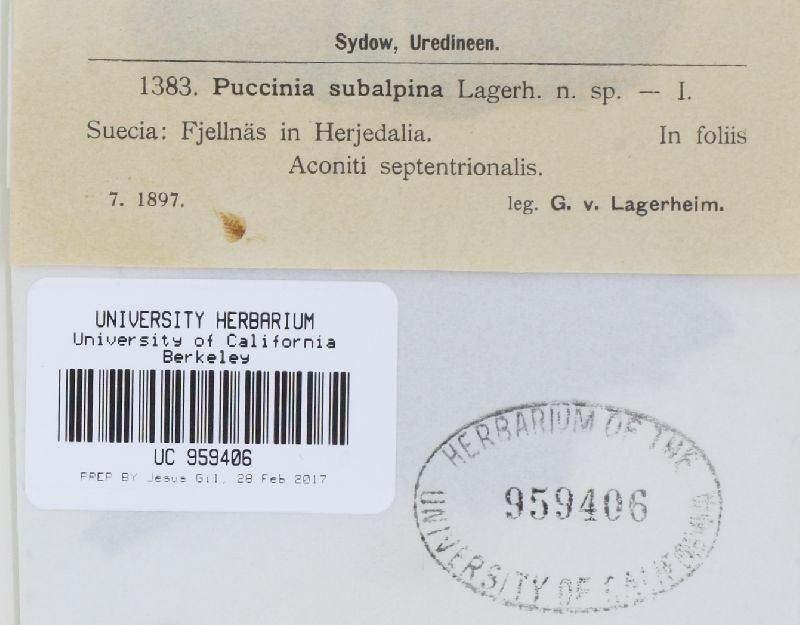 Sydow, Uredineen.
1383. Puccinia subalpina Lagerh. n. sp. — I.
Suecia: Fjellnäs in Herjedalia. In foliis
Aconiti septentrionalis.
7. 1897. leg. G. v. Lagerheim.
UNIVERSITY HERBARIUM
University of California
Berkeley
UC 959406
PREP BY Jesus Gil, 28 Feb 2017
HERBARIUM OF THE
959406
UNIVERSITY OF CALIFORNIA